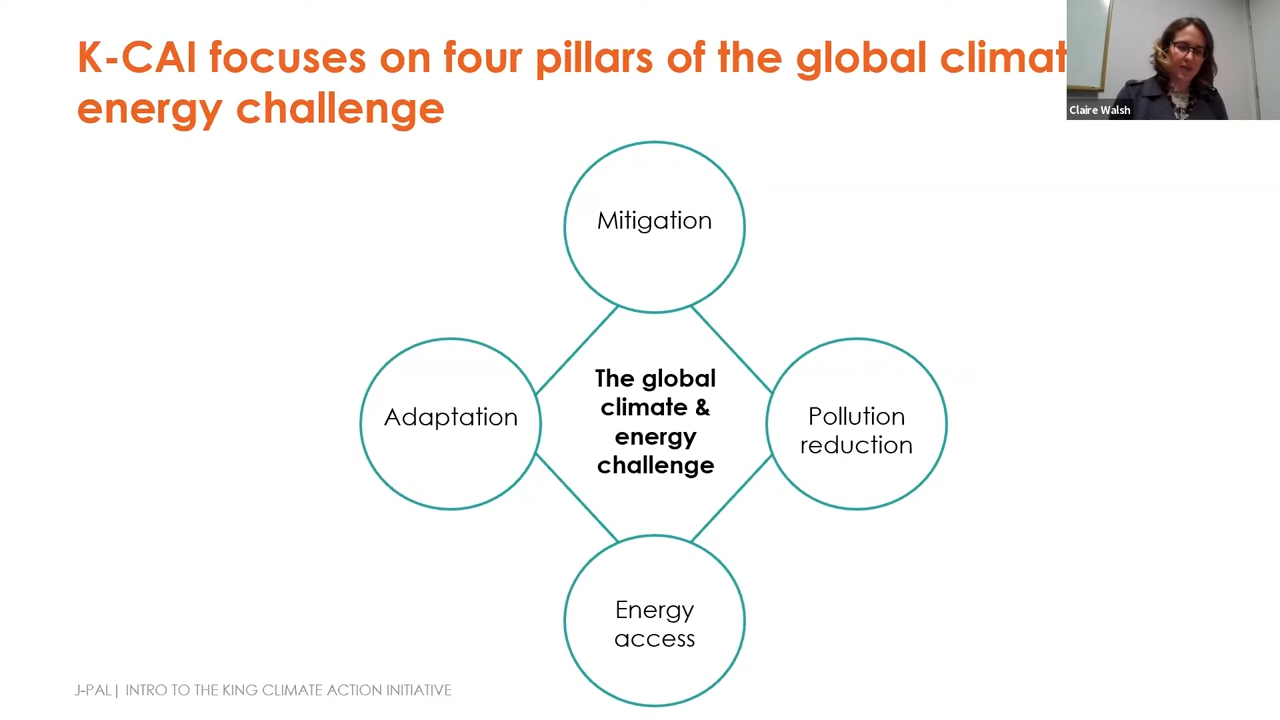 K-CAI focuses on four pillars of the global climat
energy challenge
Claire Walsh
Mitigation
Adaptation
The global
climate &
energy
challenge
Pollution
reduction
Energy
access
J-PAL| INTRO TO THE KING CLIMATE ACTION INITIATIVE